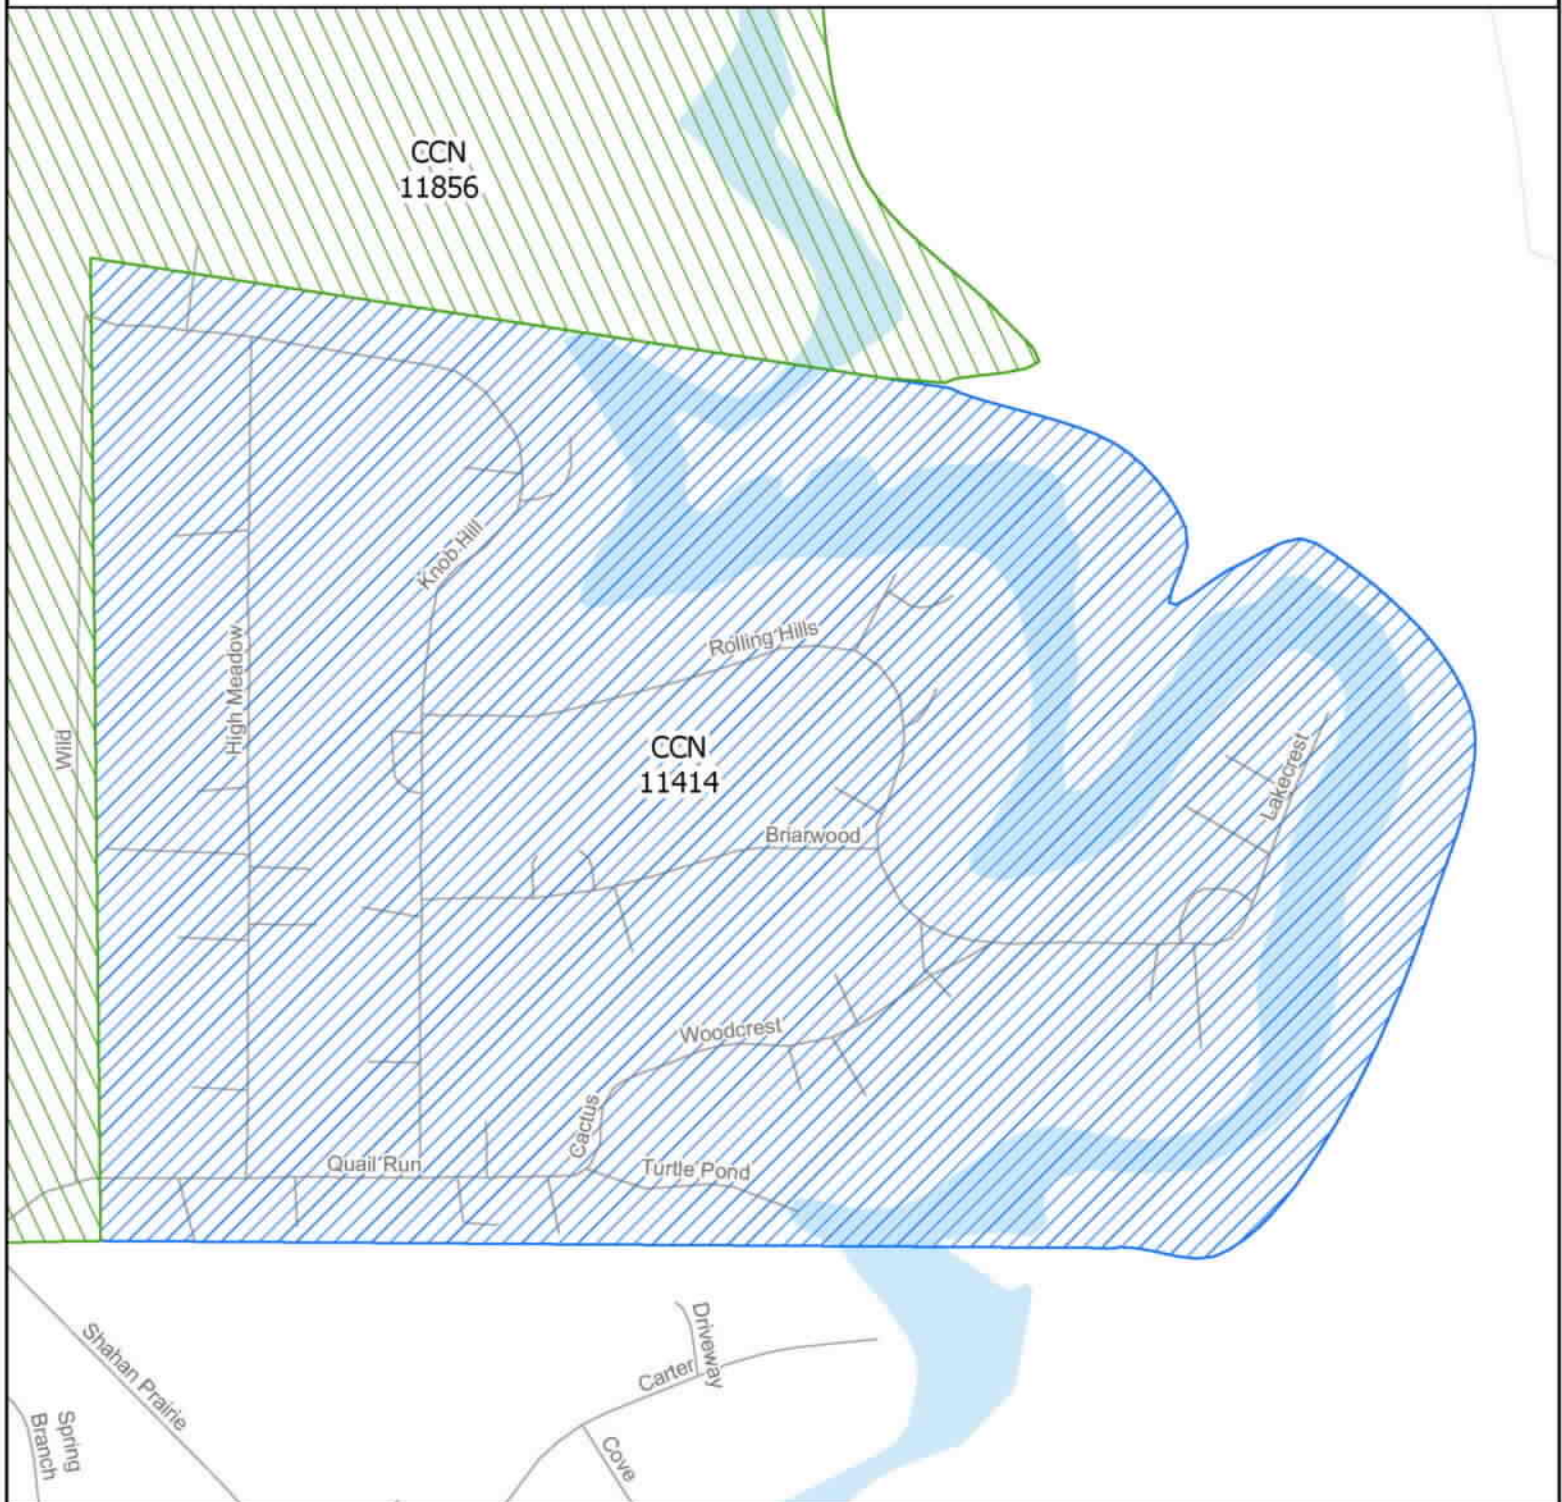 CCN
11856
Knob Hill
Rolling Hills
High Meadow
Wild
CCN
11414
Lakecrest
Briarwood
Woodcrest
Cactus
Quail Run
Turtle Pond
Driveway
Shahan Prairie
Carter
Spring
Branch
Cove